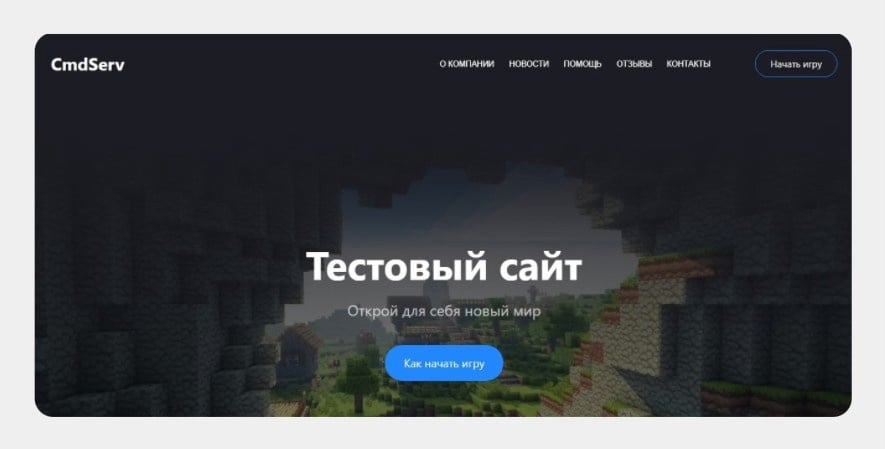 CmdServ
О КОМПАНИИ НОВОСТИ ПОМОЩЬ ОТЗЫВЫ КОНТАКТЫ Начать игру
Тестовый сайт
Открой для себя новый мир
Как начать игру